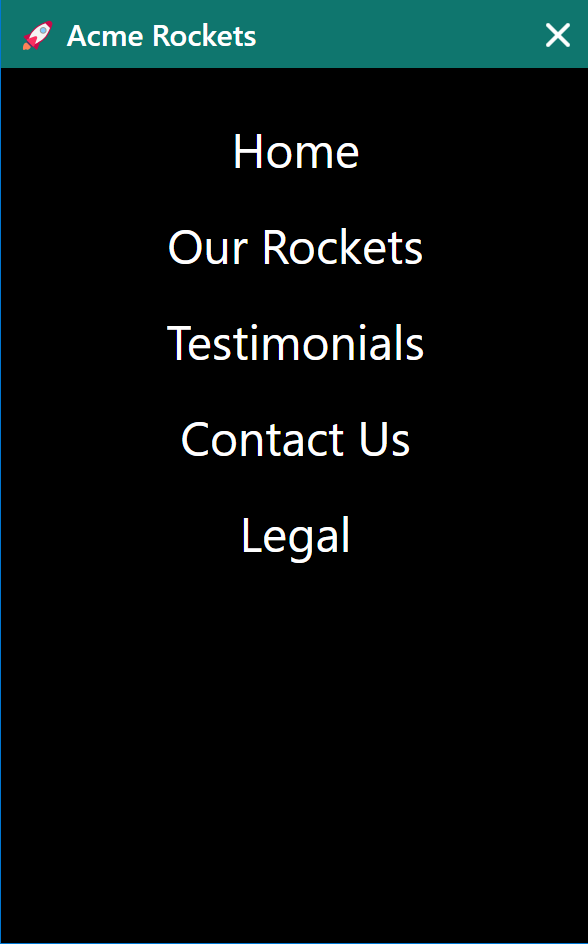 Acme Rockets
Home
Our Rockets
Testimonials
Contact Us
Legal